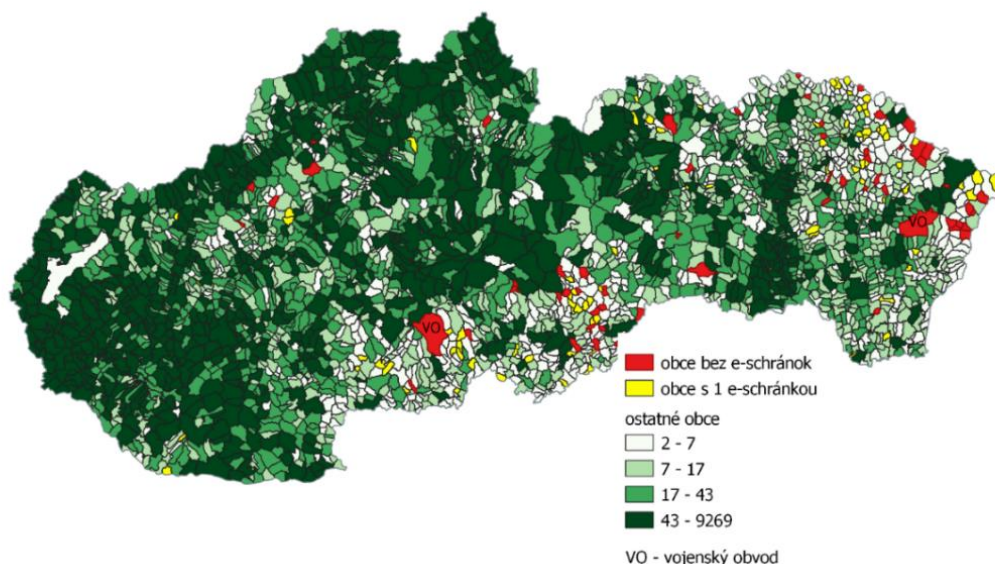 VO
VO
obce bez e-schránok
obce s 1 e-schránkou
ostatné obce
2 - 7
7 - 17
17 - 43
43 - 9269
VO - vojenský obvod